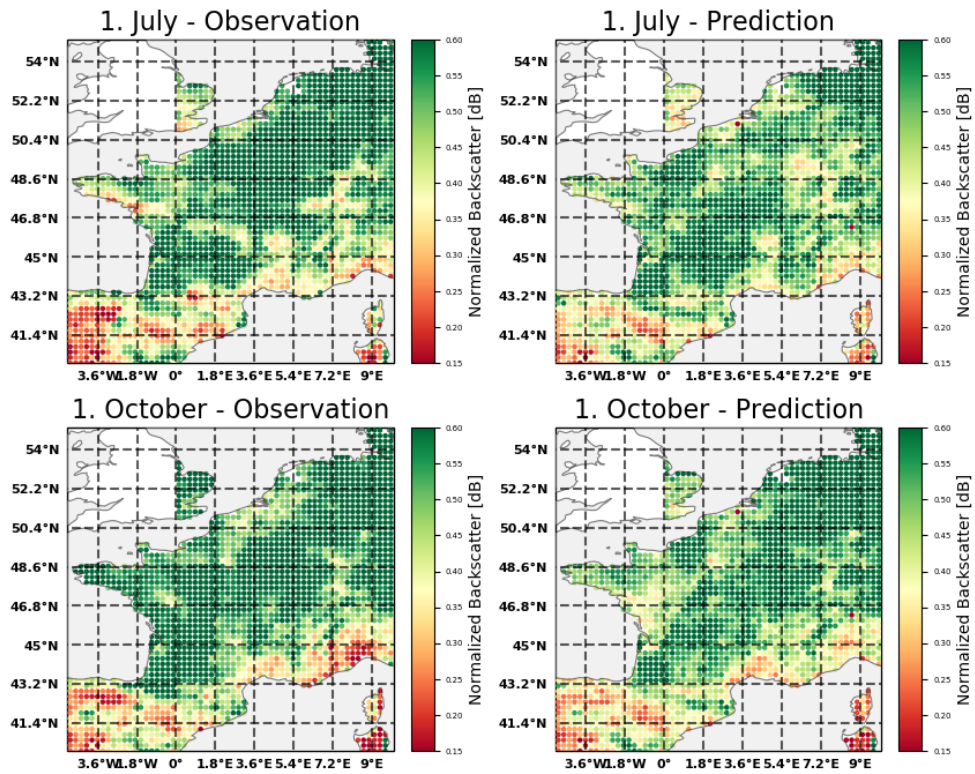 1. July - Observation
1. July - Prediction
54°N
52.2°N
50.4°N
48.6°N
46.8°N
45°N
43.2°N
41.4°N
3.6°W 1.8°W 0° 1.8°E 3.6°E 5.4°E 7.2°E 9°E
0.60
0.55
0.50
0.45
0.40
0.35
0.30
0.25
0.20
0.15
Normalized Backscatter [dB]
54°N
52.2°N
50.4°N
48.6°N
46.8°N
45°N
43.2°N
41.4°N
3.6°W 1.8°W 0° 1.8°E 3.6°E 5.4°E 7.2°E 9°E
0.60
0.55
0.50
0.45
0.40
0.35
0.30
0.25
0.20
0.15
Normalized Backscatter [dB]
1. October - Observation
1. October - Prediction
54°N
52.2°N
50.4°N
48.6°N
46.8°N
45°N
43.2°N
41.4°N
3.6°W 1.8°W 0° 1.8°E 3.6°E 5.4°E 7.2°E 9°E
0.60
0.55
0.50
0.45
0.40
0.35
0.30
0.25
0.20
0.15
Normalized Backscatter [dB]
54°N
52.2°N
50.4°N
48.6°N
46.8°N
45°N
43.2°N
41.4°N
3.6°W 1.8°W 0° 1.8°E 3.6°E 5.4°E 7.2°E 9°E
0.60
0.55
0.50
0.45
0.40
0.35
0.30
0.25
0.20
0.15
Normalized Backscatter [dB]